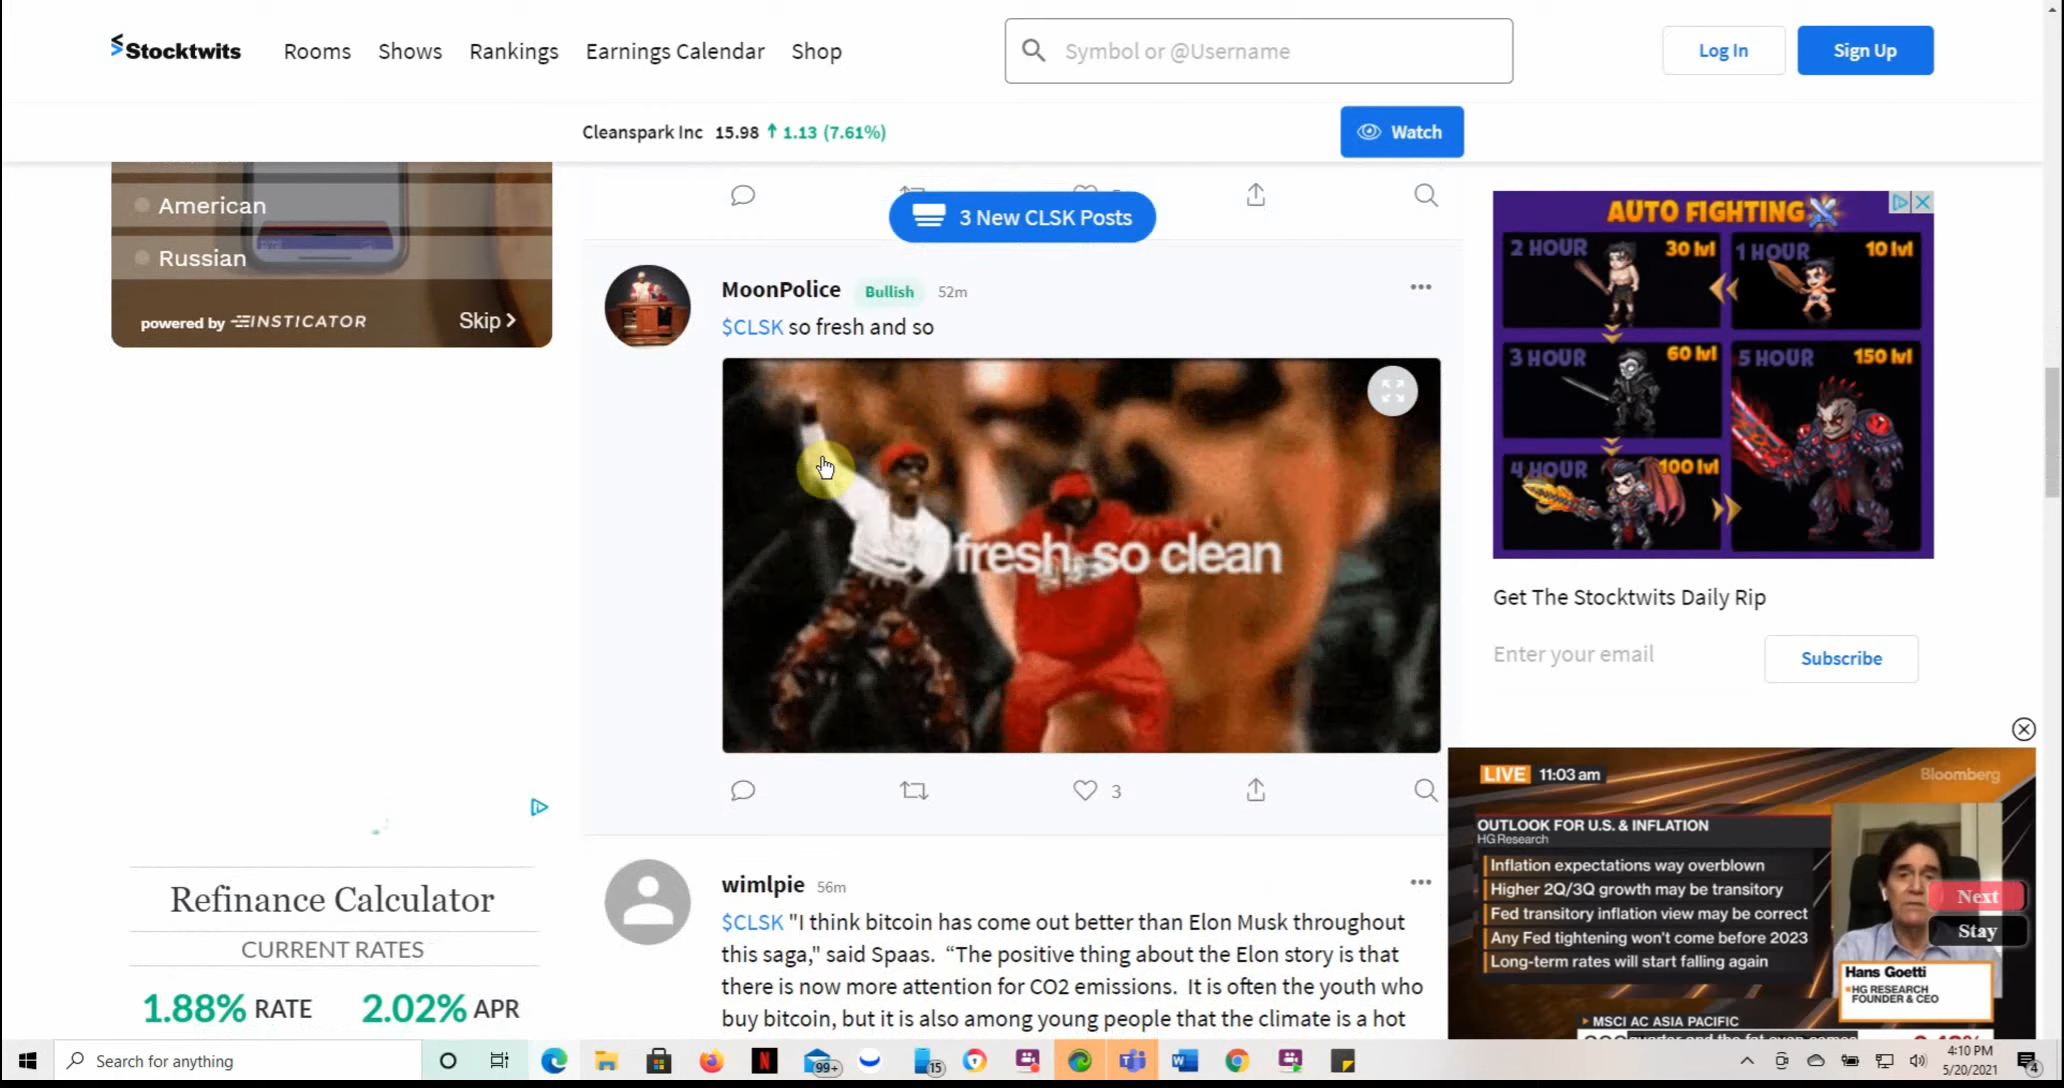 Stocktwits Rooms Shows Rankings Earnings Calendar Shop Symbol or @Username Log In Sign Up
Cleanspark Inc 15.98 ↑ 1.13 (7.61%) Watch
American
Russian
powered by INSTICATOR Skip >
3 New CLSK Posts
MoonPolice Bullish 52m
$CLSK so fresh and so
fresh, so clean
3
wimlpie 56m
$CLSK "I think bitcoin has come out better than Elon Musk throughout
this saga," said Spaas. “The positive thing about the Elon story is that
there is now more attention for CO2 emissions. It is often the youth who
buy bitcoin, but it is also among young people that the climate is a hot
Refinance Calculator
CURRENT RATES
1.88% RATE 2.02% APR
AUTO FIGHTING
2 HOUR 30 lvl 1 HOUR 10 lvl
3 HOUR 60 lvl 5 HOUR 150 lvl
4 HOUR 100 lvl
Get The Stocktwits Daily Rip
Enter your email Subscribe
LIVE 11:03 am Bloomberg
OUTLOOK FOR U.S. & INFLATION
HG Research
Inflation expectations way overblown
Higher 2Q/3Q growth may be transitory
Fed transitory inflation view may be correct
Any Fed tightening won't come before 2023
Long-term rates will start falling again
Next
Stay
Hans Goetti
HG RESEARCH
FOUNDER & CEO
MSCI AC ASIA PACIFIC
Search for anything
99+
15
4:10 PM
5/20/2021
4